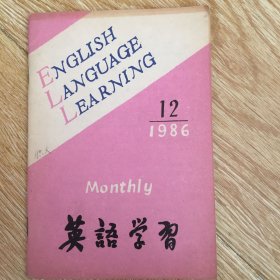 ENGLISH
LANGUAGE
LEARNING
12
1986
Monthly
英語学習